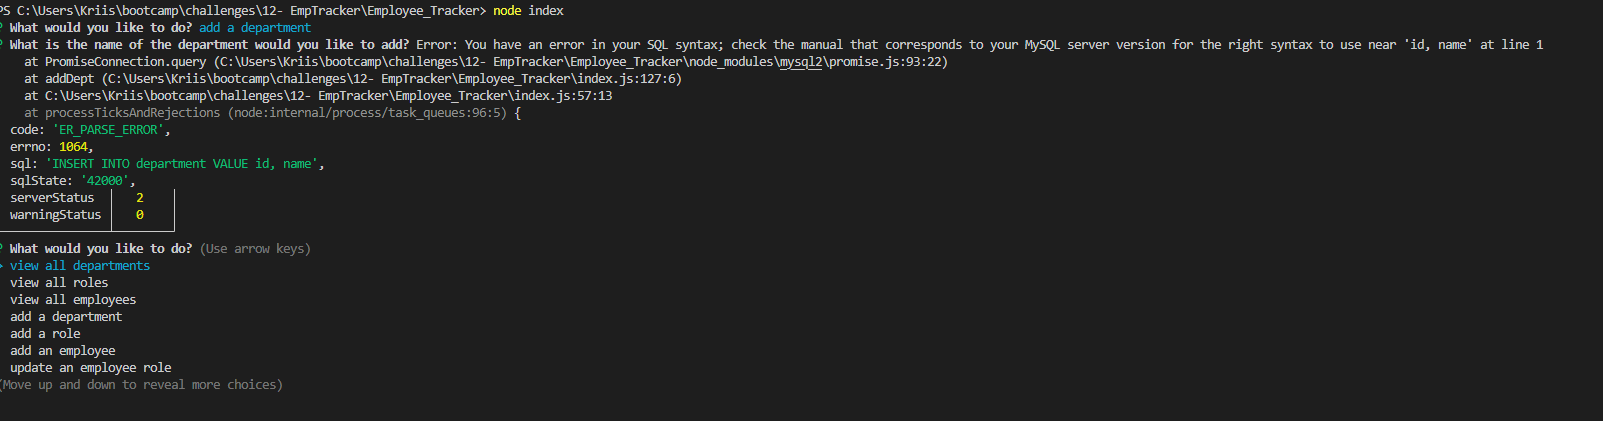 PS C:\Users\Kriis\bootcamp\challenges\12- EmpTracker\Employee_Tracker> node index
? What would you like to do? add a department
? What is the name of the department would you like to add? Error: You have an error in your SQL syntax; check the manual that corresponds to your MySQL server version for the right syntax to use near 'id, name' at line 1
at PromiseConnection.query (C:\Users\Kriis\bootcamp\challenges\12- EmpTracker\Employee_Tracker\node_modules\mysql2\promise.js:93:22)
at addDept (C:\Users\Kriis\bootcamp\challenges\12- EmpTracker\Employee_Tracker\index.js:127:6)
at C:\Users\Kriis\bootcamp\challenges\12- EmpTracker\Employee_Tracker\index.js:57:13
at processTicksAndRejections (node:internal/process/task_queues:96:5) {
code: 'ER_PARSE_ERROR',
errno: 1064,
sql: 'INSERT INTO department VALUE id, name',
sqlState: '42000',
serverStatus 2
warningStatus 0
? What would you like to do? (Use arrow keys)
> view all departments
view all roles
view all employees
add a department
add a role
add an employee
update an employee role
(Move up and down to reveal more choices)